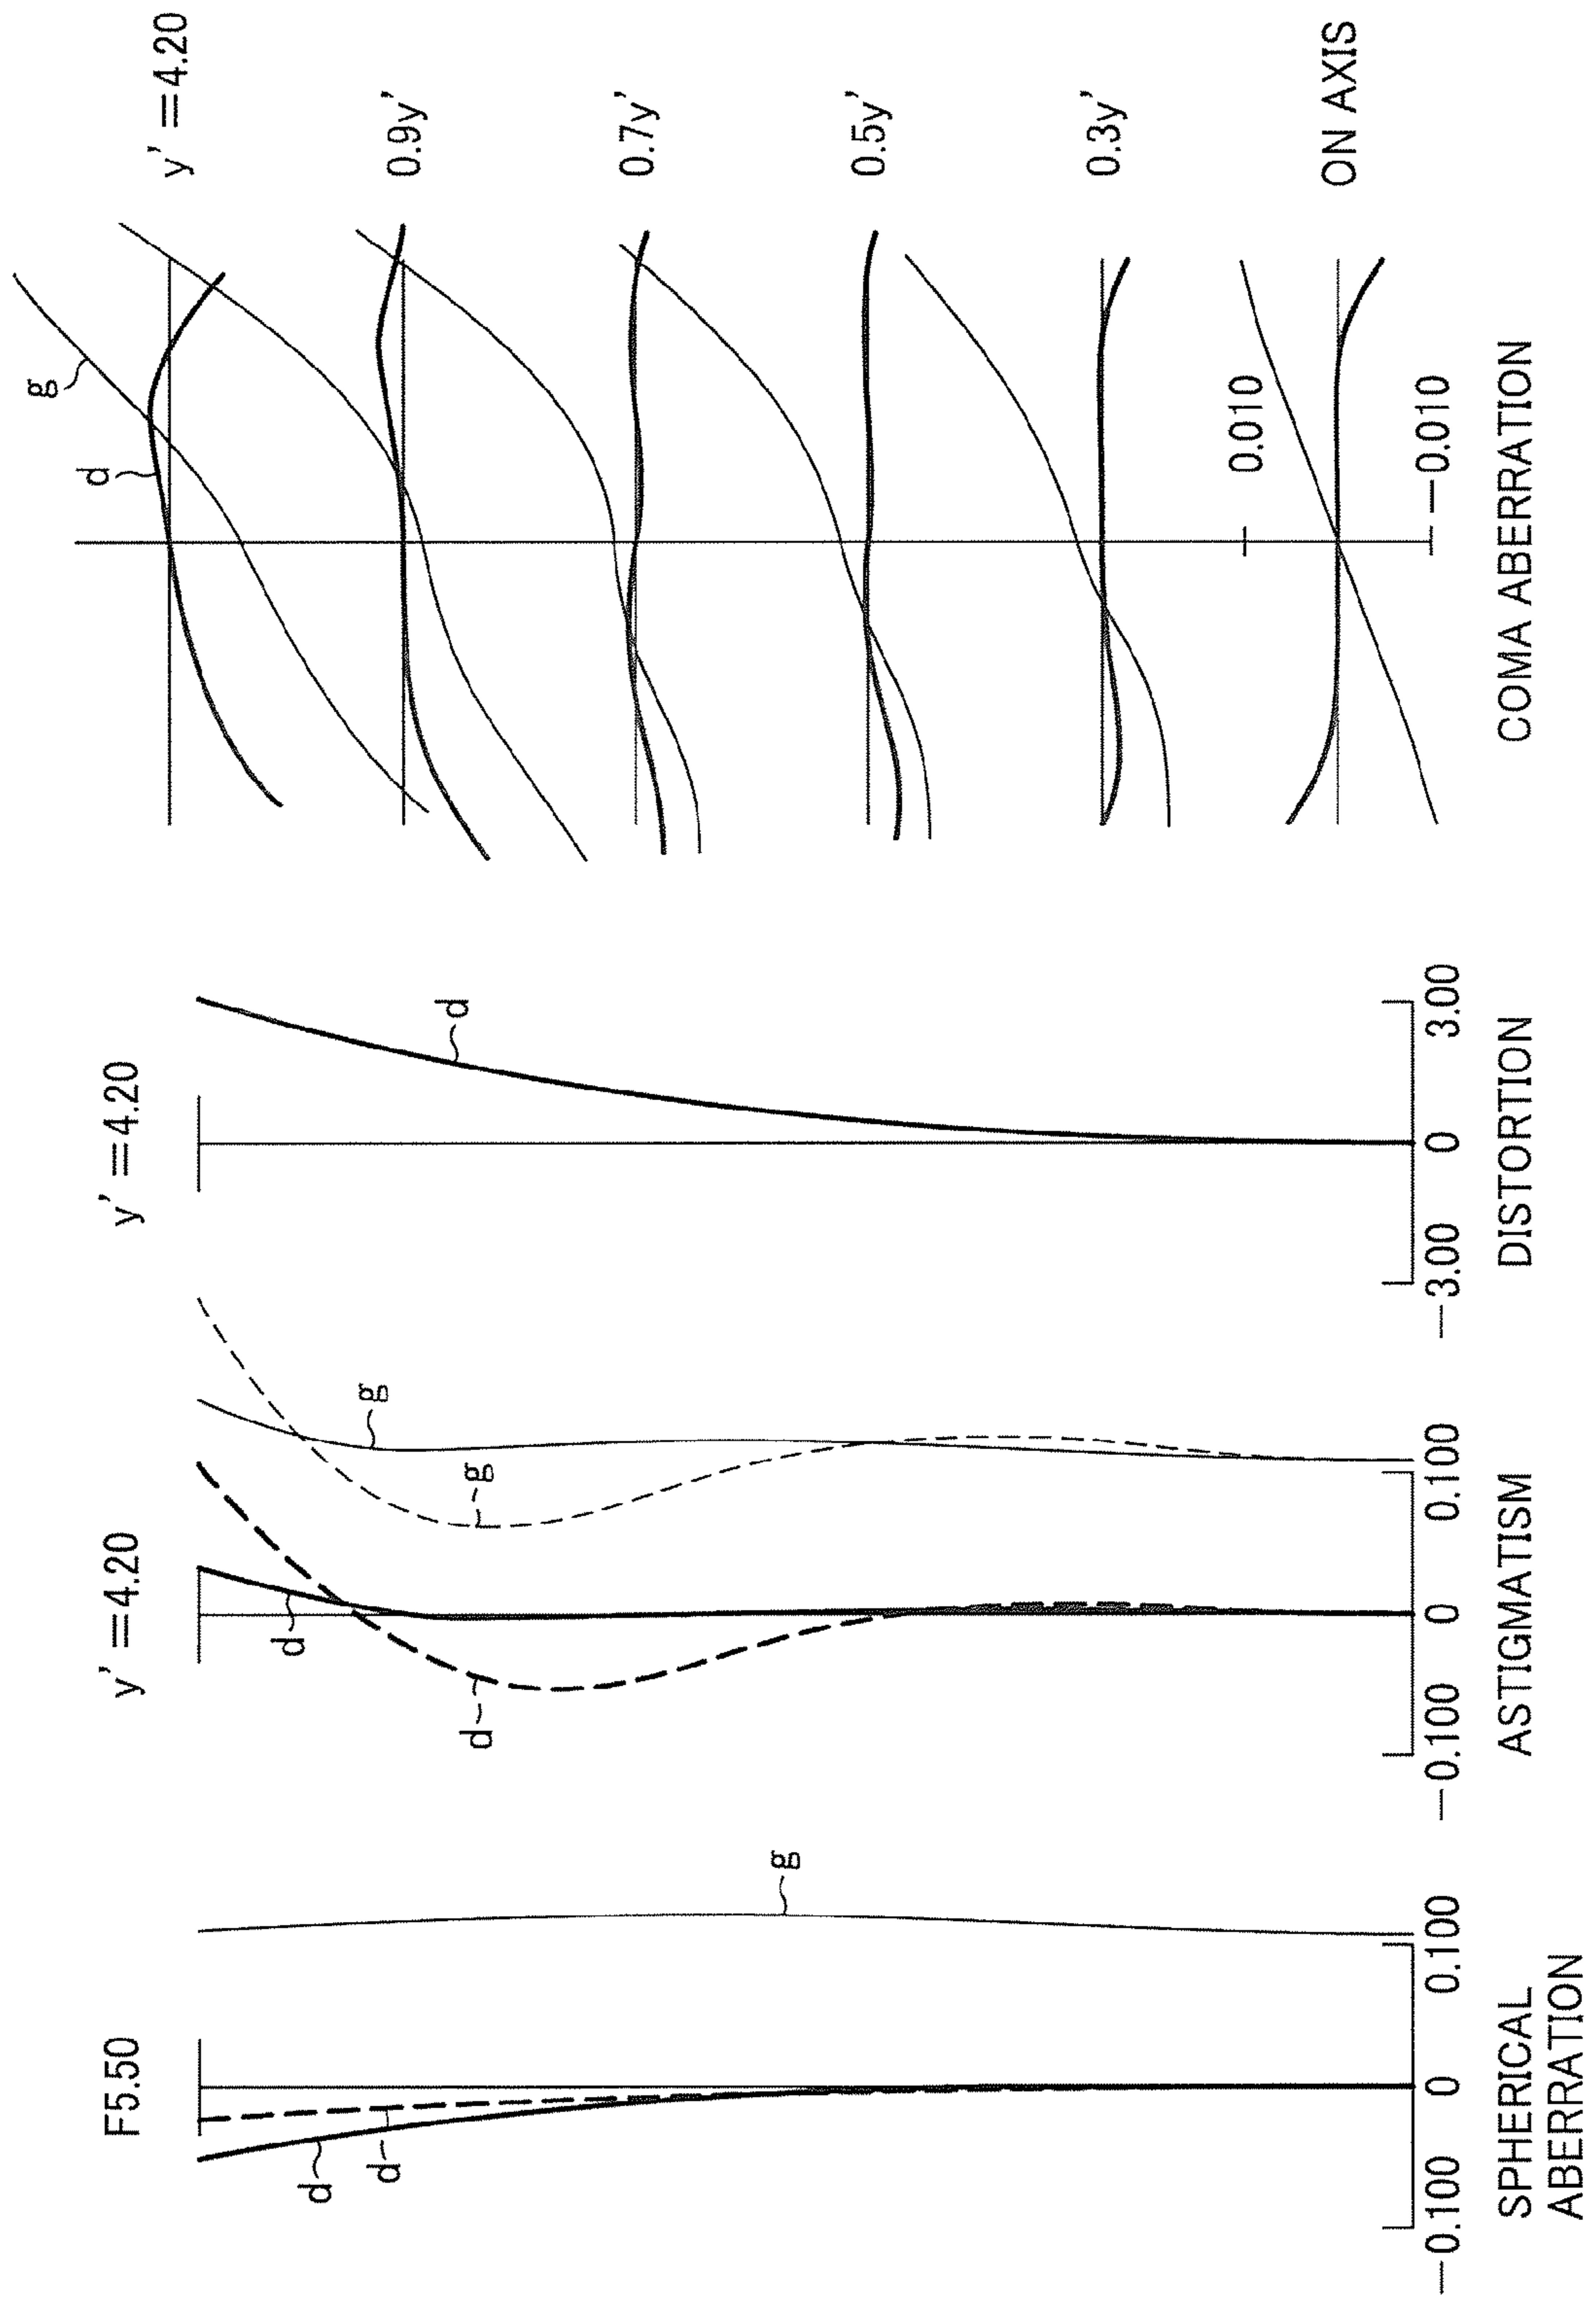 F5.50
d
d
g
−0.100
0
0.100
SPHERICAL
ABERRATION
y' =4.20
d
d
g
g
−0.100
0
0.100
ASTIGMATISM
y' =4.20
d
−3.00
0
3.00
DISTORTION
g
d
y' =4.20
0.9y'
0.7y'
0.5y'
0.3y'
0.010
ON AXIS
−0.010
COMA ABERRATION